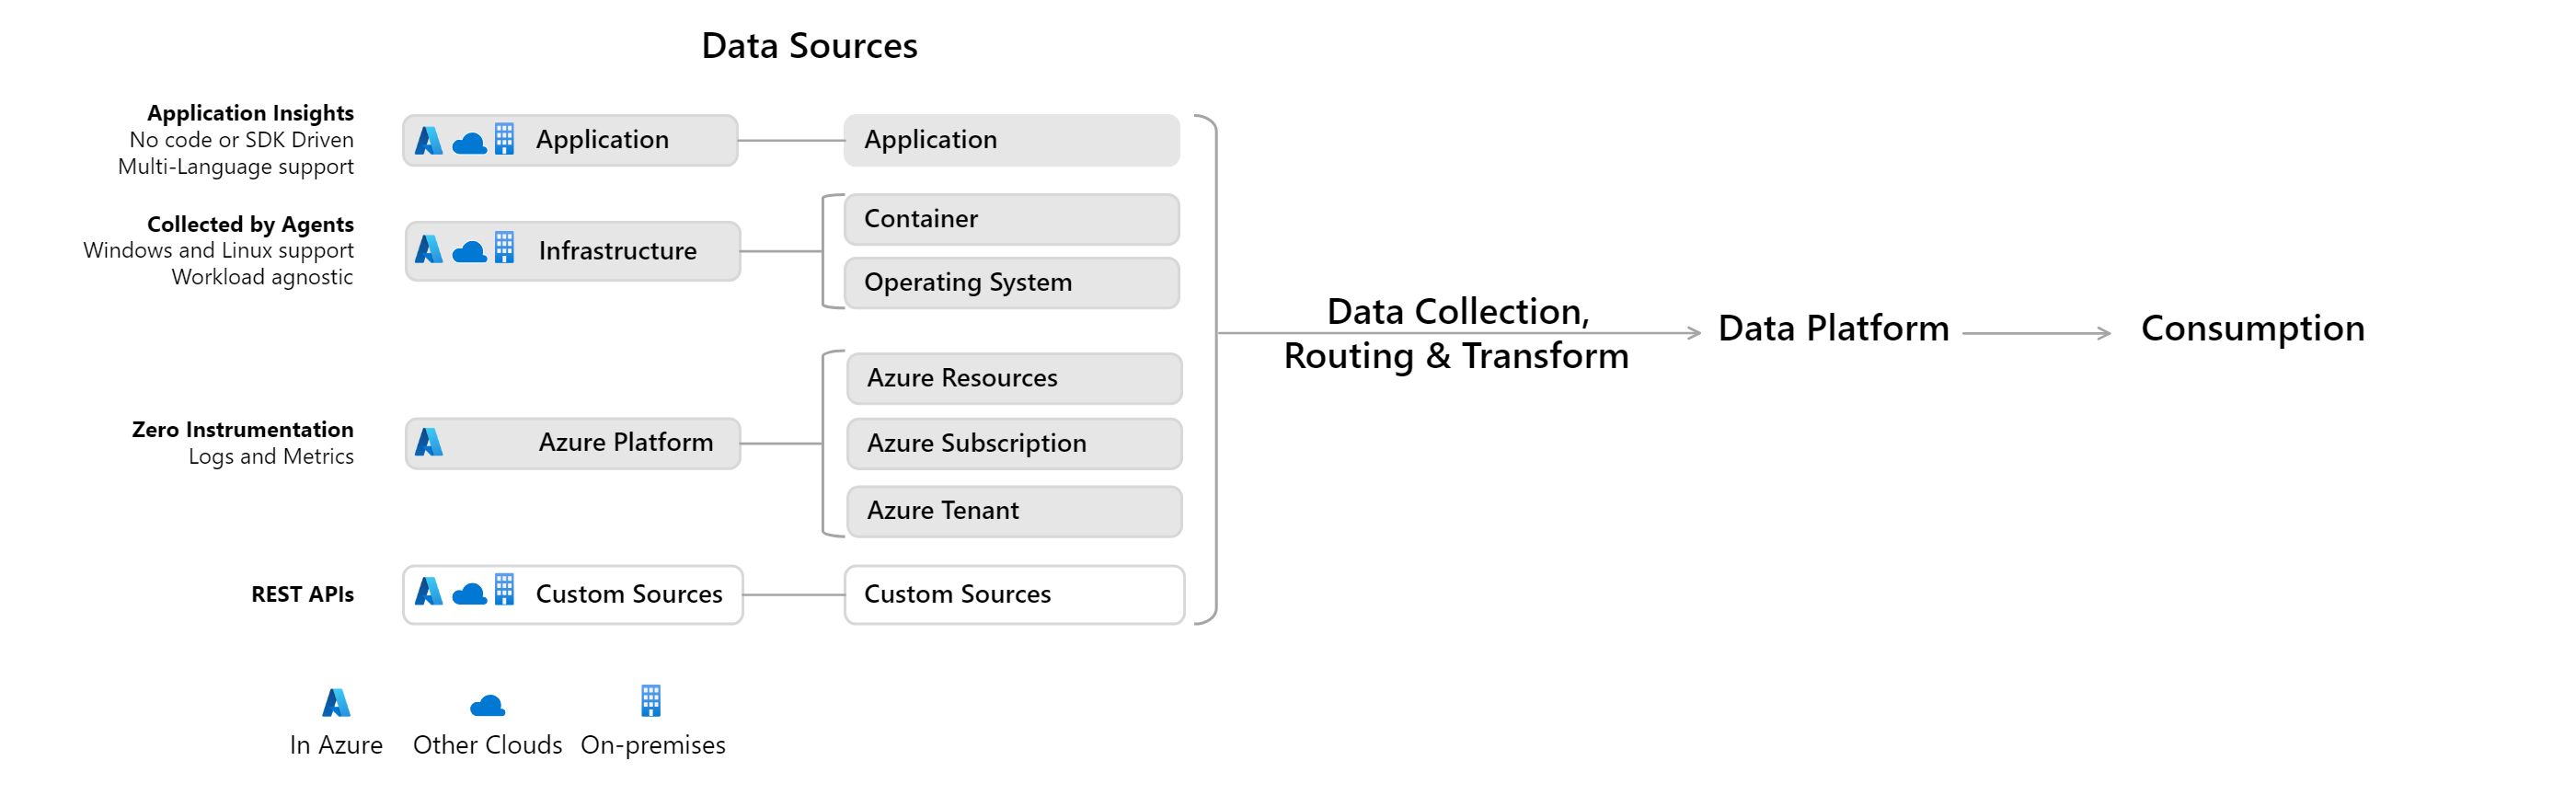 Data Sources
Application Insights
No code or SDK Driven
Multi-Language support
Application
Application
Collected by Agents
Windows and Linux support
Workload agnostic
Infrastructure
Container
Operating System
Zero Instrumentation
Logs and Metrics
Azure Platform
Azure Resources
Azure Subscription
Azure Tenant
REST APIs
Custom Sources
Custom Sources
Data Collection,
Routing & Transform
Data Platform
Consumption
In Azure
Other Clouds
On-premises